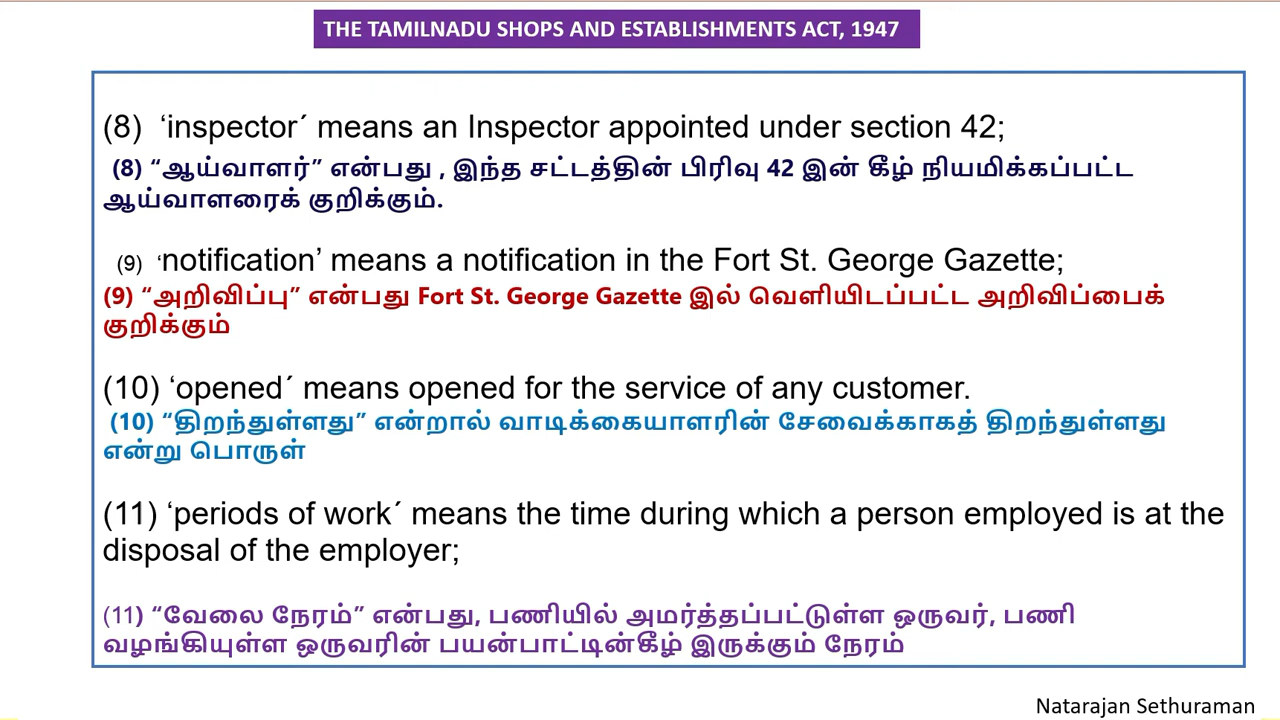 THE TAMILNADU SHOPS AND ESTABLISHMENTS ACT, 1947
(8) ‘inspector´ means an Inspector appointed under section 42;
(8) “ஆய்வாளர்” என்பது , இந்த சட்டத்தின் பிரிவு 42 இன் கீழ் நியமிக்கப்பட்ட
ஆய்வாளரைக் குறிக்கும்.
(9) ‘notification’ means a notification in the Fort St. George Gazette;
(9) “அறிவிப்பு” என்பது Fort St. George Gazette இல் வெளியிடப்பட்ட அறிவிப்பைக்
குறிக்கும்
(10) ‘opened´ means opened for the service of any customer.
(10) “திறந்துள்ளது” என்றால் வாடிக்கையாளரின் சேவைக்காகத் திறந்துள்ளது
என்று பொருள்
(11) ‘periods of work´ means the time during which a person employed is at the
disposal of the employer;
(11) “வேலை நேரம்” என்பது, பணியில் அமர்த்தப்பட்டுள்ள ஒருவர், பணி
வழங்கியுள்ள ஒருவரின் பயன்பாட்டின்கீழ் இருக்கும் நேரம்
Natarajan Sethuraman